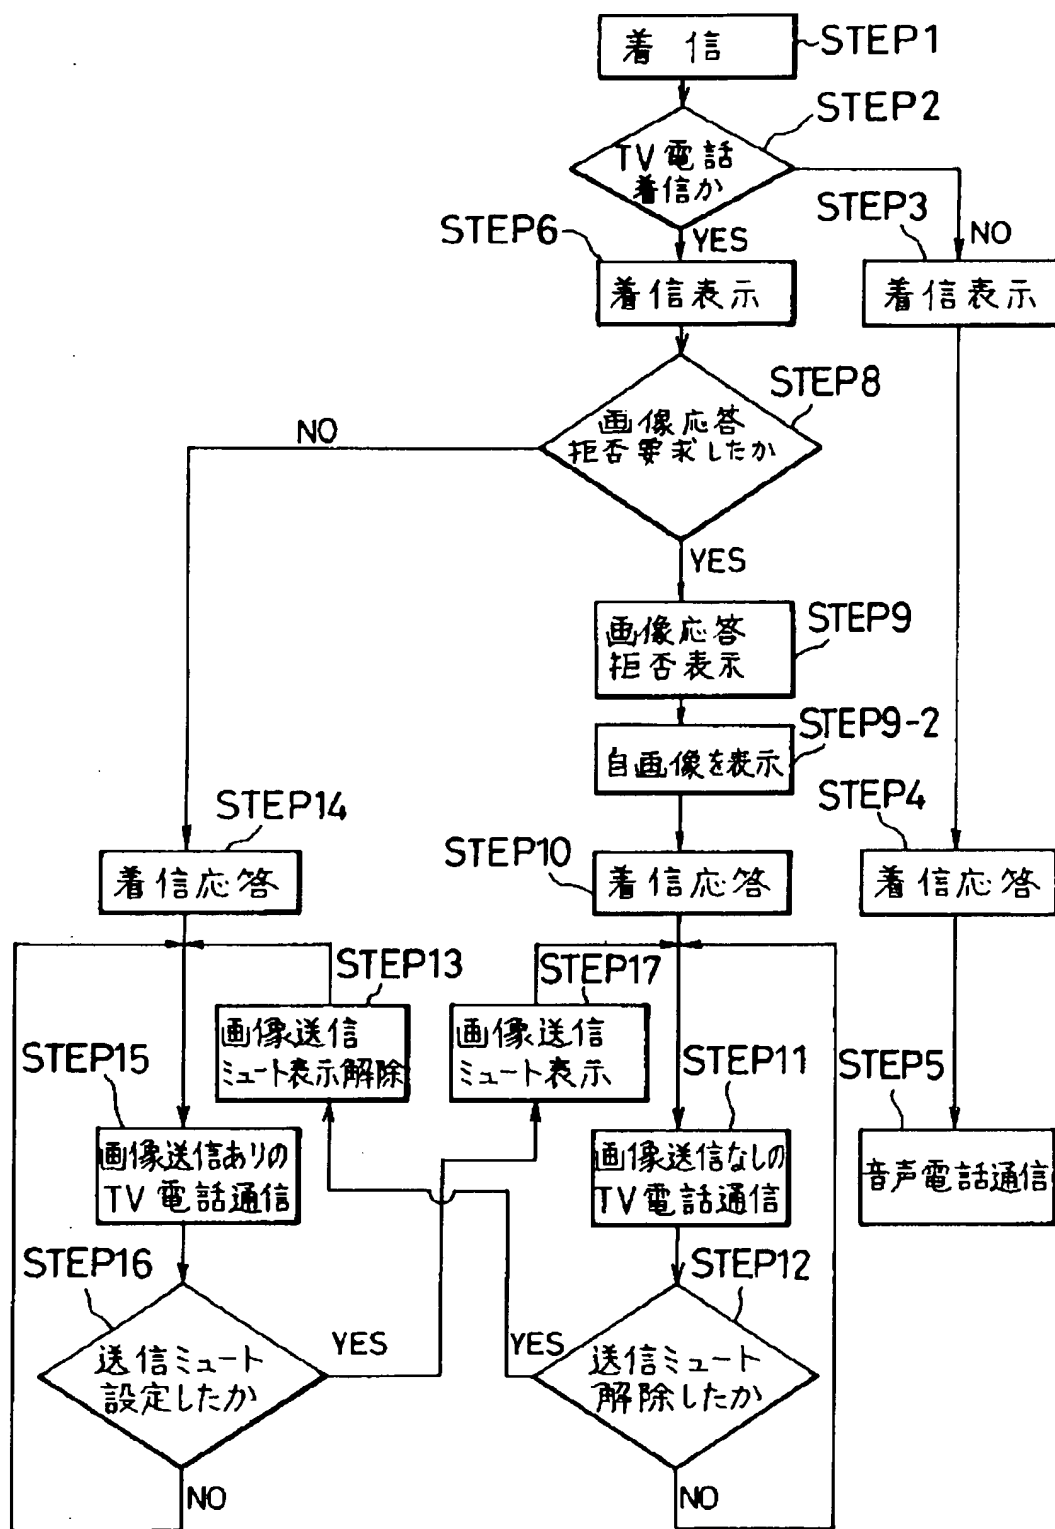 着信
STEP1
STEP2
TV電話
着信か
STEP3
NO
STEP6
YES
着信表示
着信表示
STEP8
画像応答
拒否要求したか
NO
YES
STEP9
画像応答
拒否表示
STEP9-2
自画像を表示
STEP14
着信応答
STEP10
着信応答
STEP4
着信応答
STEP13
画像送信
ミュート表示解除
STEP17
画像送信
ミュート表示
STEP15
画像送信ありの
TV電話通信
STEP11
画像送信なしの
TV電話通信
STEP5
音声電話通信
STEP16
送信ミュート
設定したか
YES
NO
STEP12
YES
送信ミュート
解除したか
NO